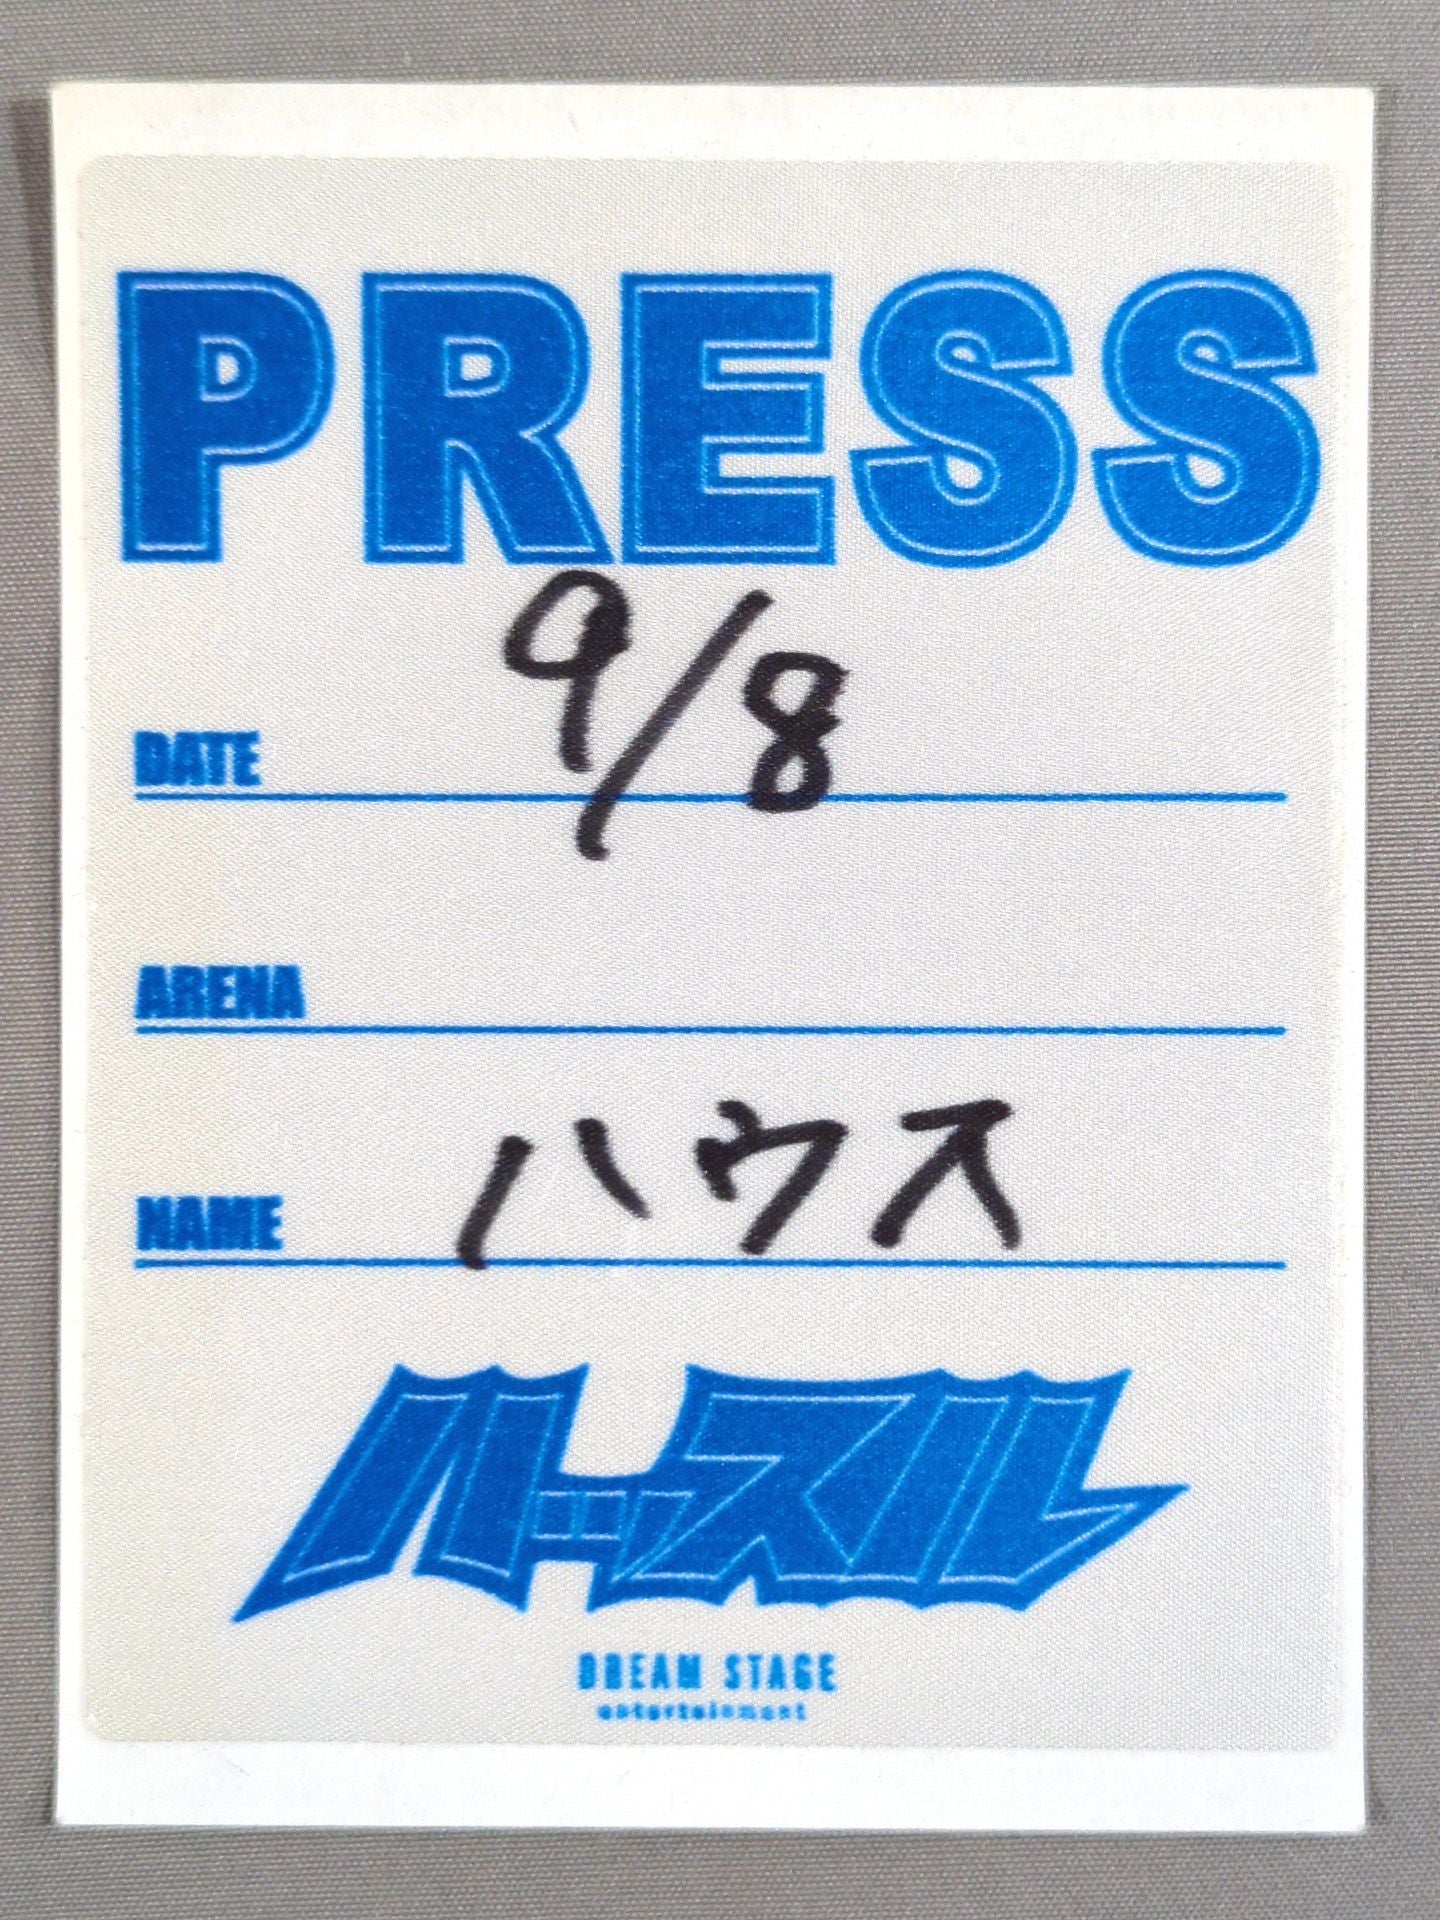 PRESS
9/8
DATE
ARENA
ハウス
NAME
ハッスル
DREAM STAGE
entertainment